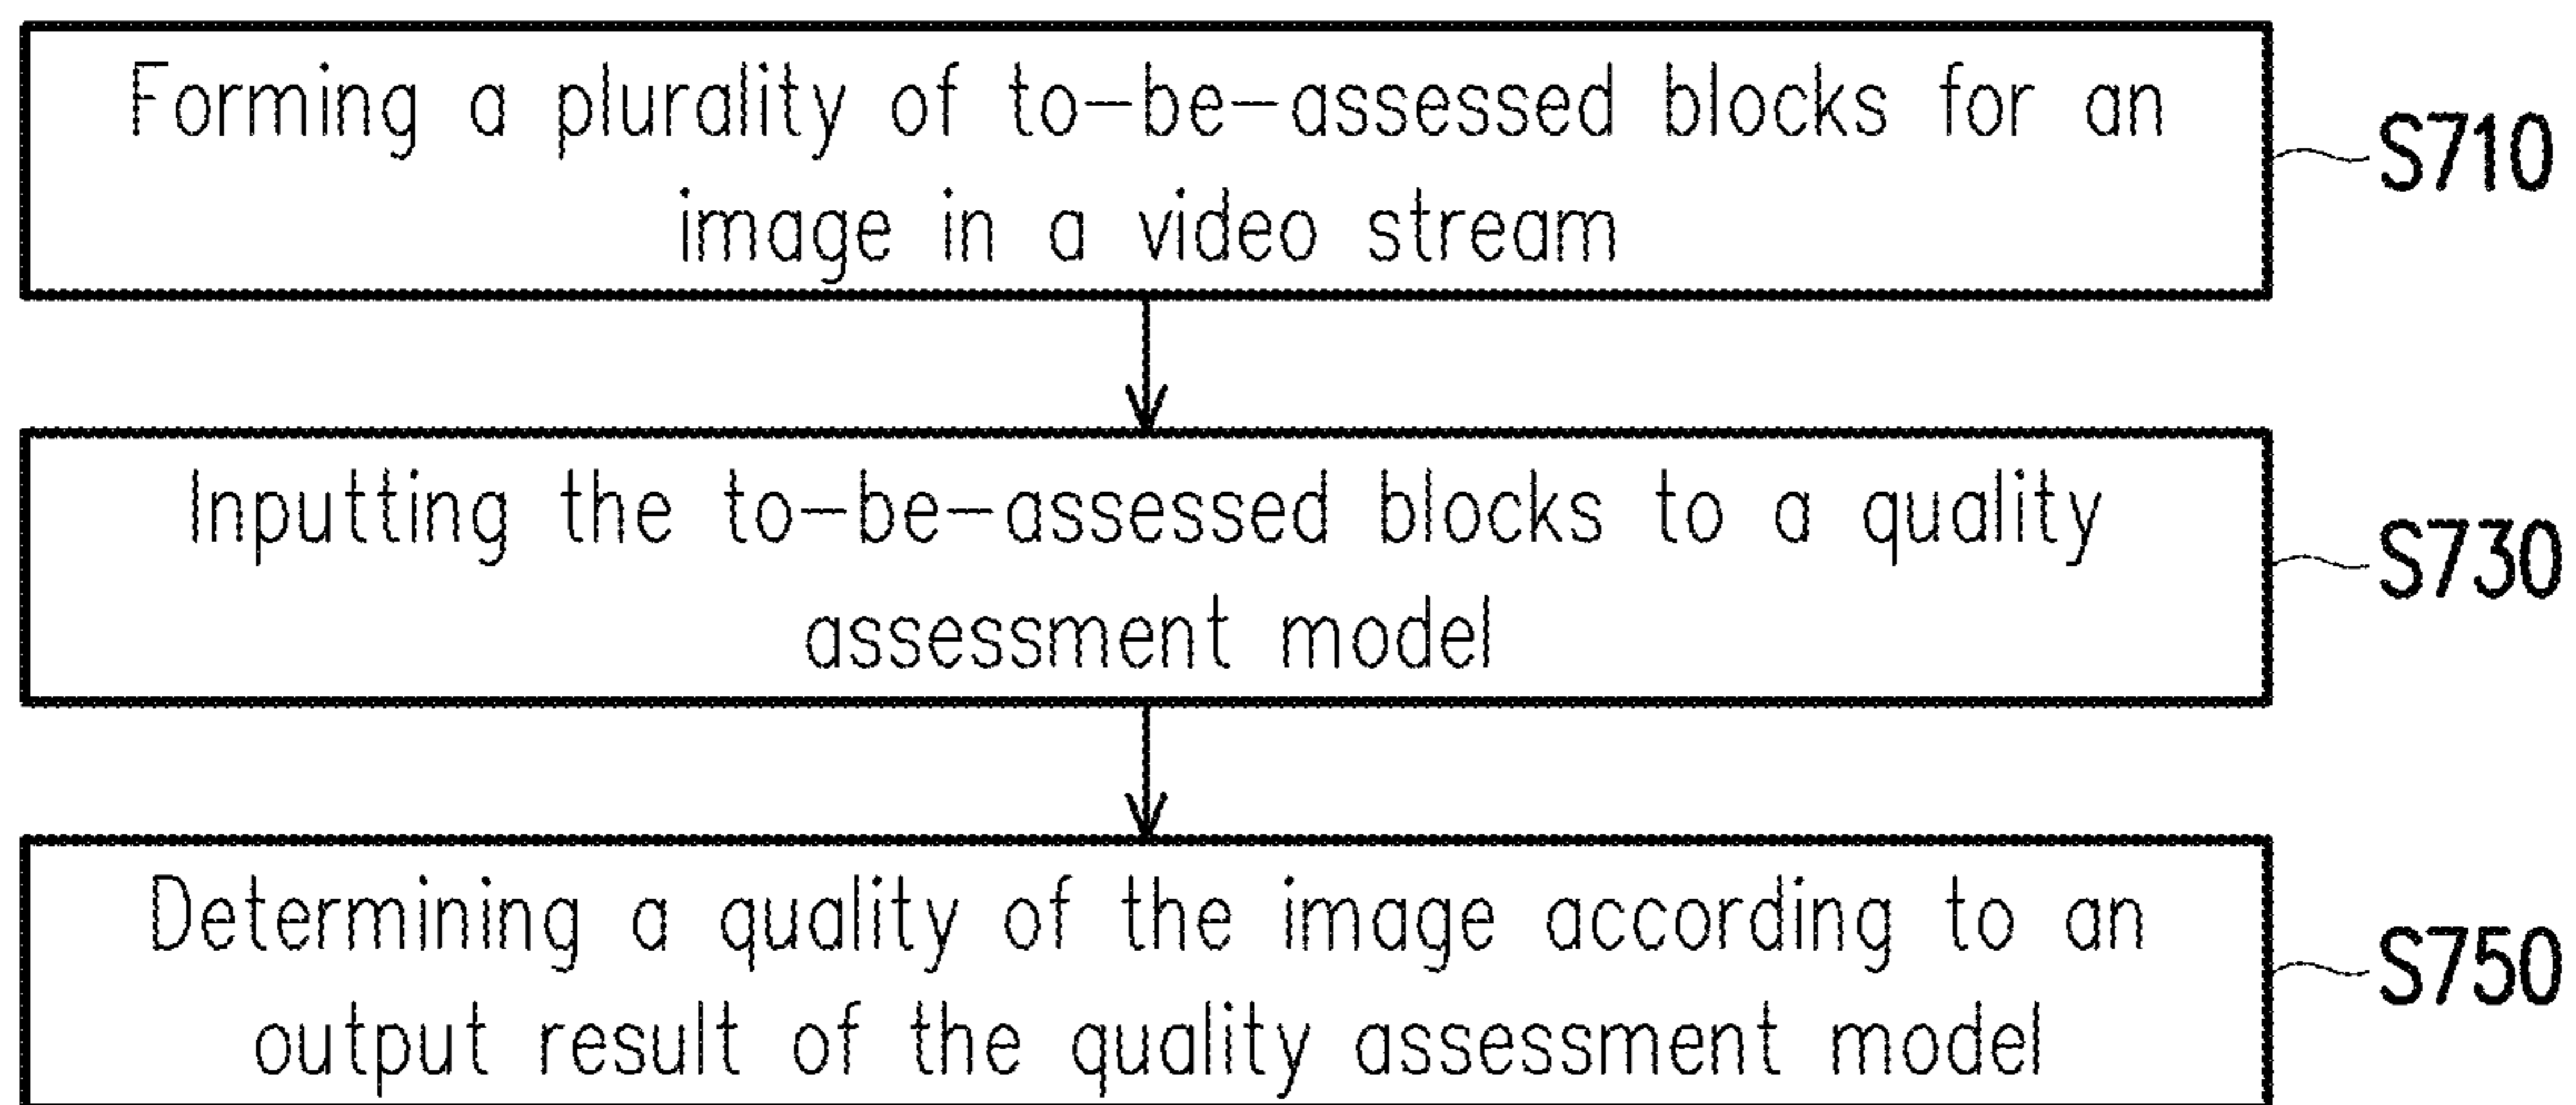 Forming a plurality of to-be-assessed blocks for an
image in a video stream
S710
Inputting the to-be-assessed blocks to a quality
assessment model
S730
Determining a quality of the image according to an
output result of the quality assessment model
S750